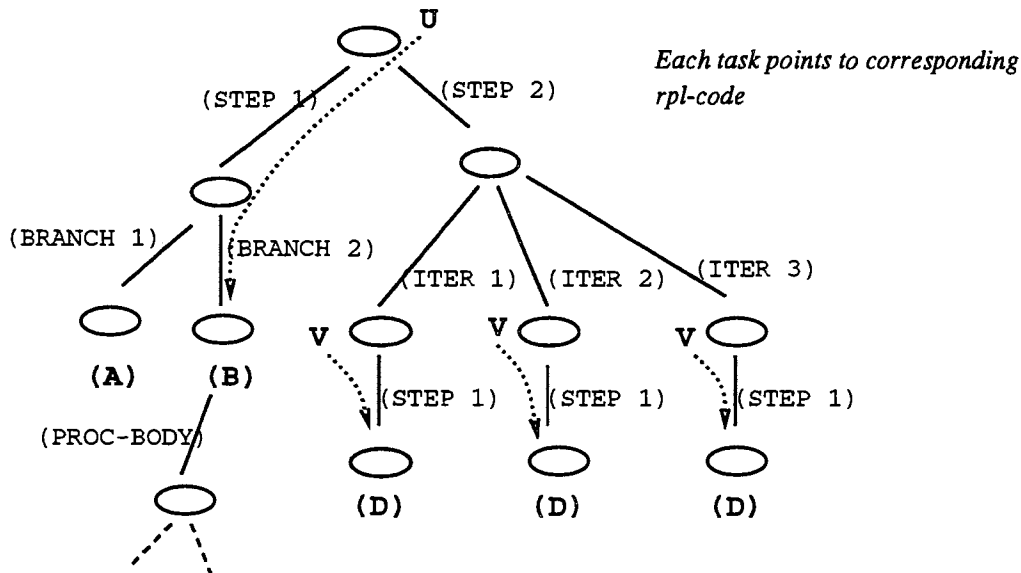 U
Each task points to corresponding
rpl-code
(STEP 1)
(STEP 2)
(BRANCH 1)
(BRANCH 2)
(ITER 1)
(ITER 2)
(ITER 3)
V
V
V
(A)
(B)
(STEP 1)
(STEP 1)
(STEP 1)
(PROC-BODY)
(D)
(D)
(D)